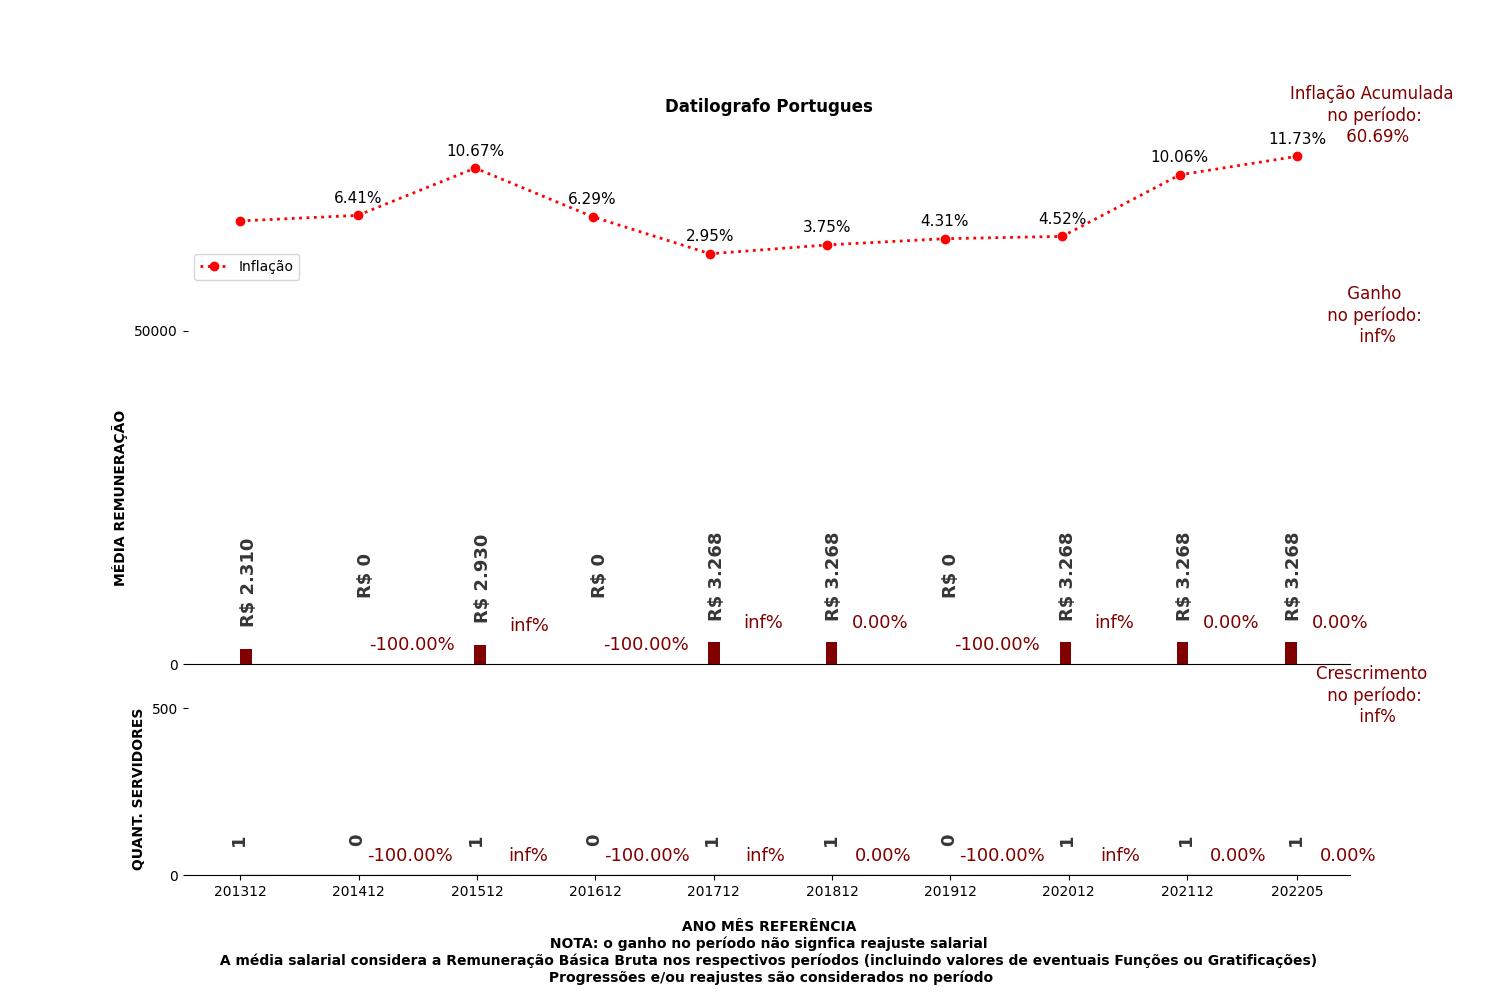 Datilografo Portugues
Inflação Acumulada
no período:
60.69%
6.41%
10.67%
6.29%
2.95%
3.75%
4.31%
4.52%
10.06%
11.73%
Inflação
Ganho
no período:
inf%
50000
0
MÉDIA REMUNERAÇÃO
R$ 2.310
R$ 0
R$ 2.930
R$ 0
R$ 3.268
R$ 3.268
R$ 0
R$ 3.268
R$ 3.268
R$ 3.268
-100.00%
inf%
-100.00%
inf%
0.00%
-100.00%
inf%
0.00%
0.00%
Crescrimento
no período:
inf%
500
0
QUANT. SERVIDORES
1
0
1
0
1
1
0
1
1
1
-100.00%
inf%
-100.00%
inf%
0.00%
-100.00%
inf%
0.00%
0.00%
201312
201412
201512
201612
201712
201812
201912
202012
202112
202205
ANO MÊS REFERÊNCIA
NOTA: o ganho no período não signfica reajuste salarial
A média salarial considera a Remuneração Básica Bruta nos respectivos períodos (incluindo valores de eventuais Funções ou Gratificações)
Progressões e/ou reajustes são considerados no período